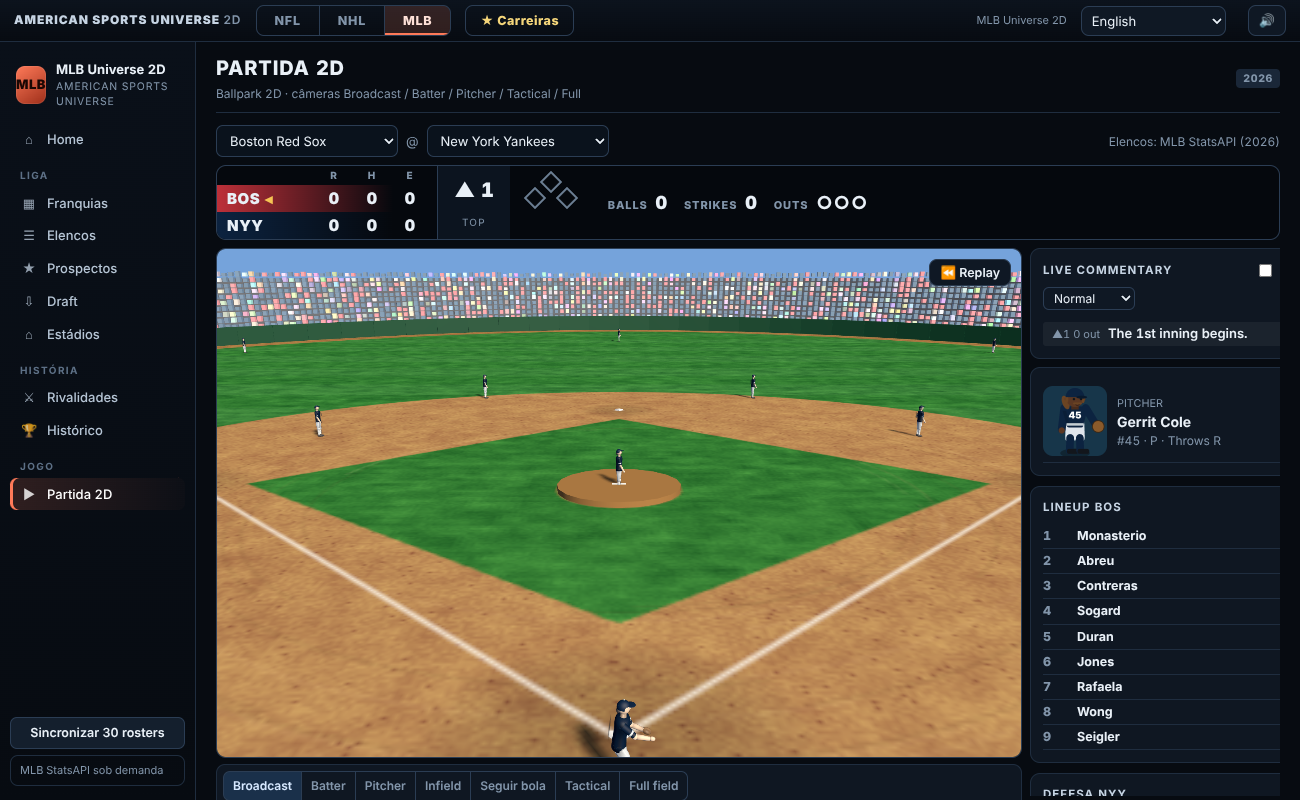 AMERICAN SPORTS UNIVERSE 2D
NFL
NHL
MLB
★ Carreiras
MLB Universe 2D
English
MLB
MLB Universe 2D
AMERICAN SPORTS
UNIVERSE
Home
LIGA
Franquias
Elencos
Prospectos
Draft
Estádios
HISTÓRIA
Rivalidades
Histórico
JOGO
Partida 2D
Sincronizar 30 rosters
MLB StatsAPI sob demanda
PARTIDA 2D
Ballpark 2D · câmeras Broadcast / Batter / Pitcher / Tactical / Full
2026
Boston Red Sox
@
New York Yankees
Elencos: MLB StatsAPI (2026)
R H E
BOS ◂ 0 0 0
NYY 0 0 0
▲ 1
TOP
BALLS 0 STRIKES 0 OUTS
Replay
Broadcast
Batter
Pitcher
Infield
Seguir bola
Tactical
Full field
LIVE COMMENTARY
Normal
▲1 0 out The 1st inning begins.
45
PITCHER
Gerrit Cole
#45 · P · Throws R
LINEUP BOS
1 Monasterio
2 Abreu
3 Contreras
4 Sogard
5 Duran
6 Jones
7 Rafaela
8 Wong
9 Seigler
DEFESA NYY